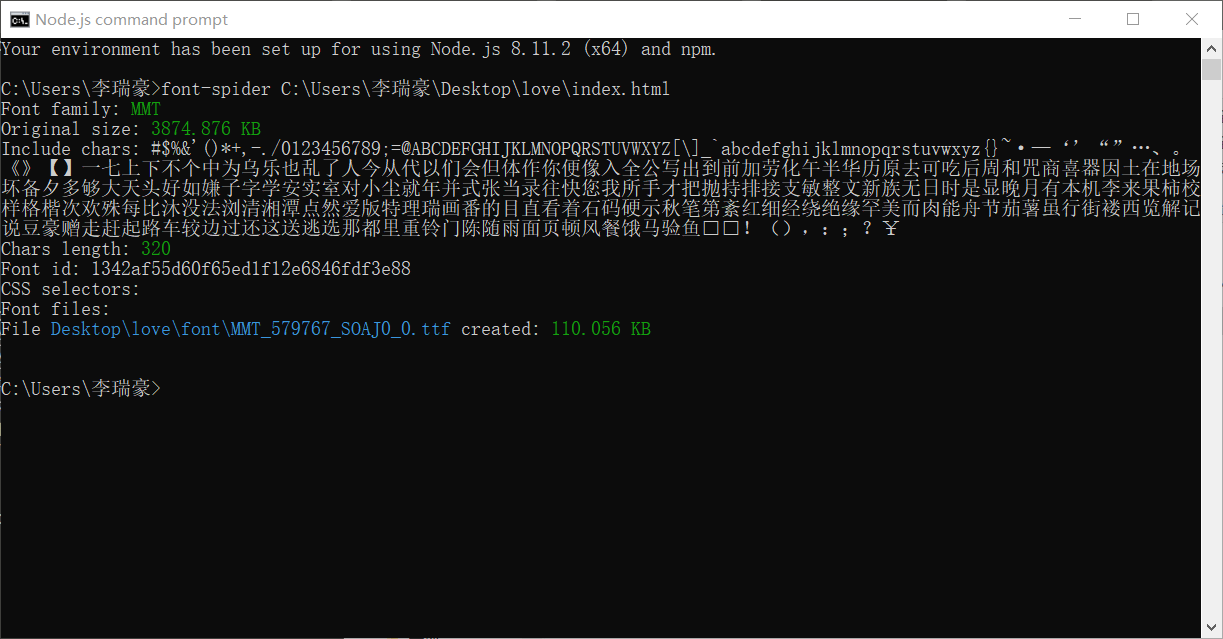 Node.js command prompt
Your environment has been set up for using Node.js 8.11.2 (x64) and npm.
C:\Users\李瑞豪>font-spider C:\Users\李瑞豪\Desktop\love\index.html
Font family: MMT
Original size: 3874.876 KB
Include chars: #$%&'()*+,-./0123456789;=@ABCDEFGHIJKLMNOPQRSTUVWXYZ[\]_`abcdefghijklmnopqrstuvwxyz{}~·—‘’“”…、。
《》【】一七上下不个中为乌乐也乱了人今从代以们会但体作你便像入全公写出到前加劳化午半华历原去可吃后周和咒商喜器因土在地场
坏备夕多够大天头好如嫌子字学安实室对小尘就年并式张当录往快您我所手才把抛持排接支敏整文新族无日时是显晚月有本机李来果柿校
样格楷次欢殊每比沐没法浏清湘潭点然爱版特理瑞画番的目直看着石码硬示秋笔第紊红细经绕绝缘罕美而肉能舟节茄薯虽行街褛西览解记
说豆豪赠走赶起路车较边过还这送逃选那都里重铃门陈随雨面页顿风餐饿马验鱼□□！（），：；？￥
Chars length: 320
Font id: 1342af55d60f65ed1f12e6846fdf3e88
CSS selectors:
Font files:
File Desktop\love\font\MMT_579767_SOAJ0_0.ttf created: 110.056 KB
C:\Users\李瑞豪>